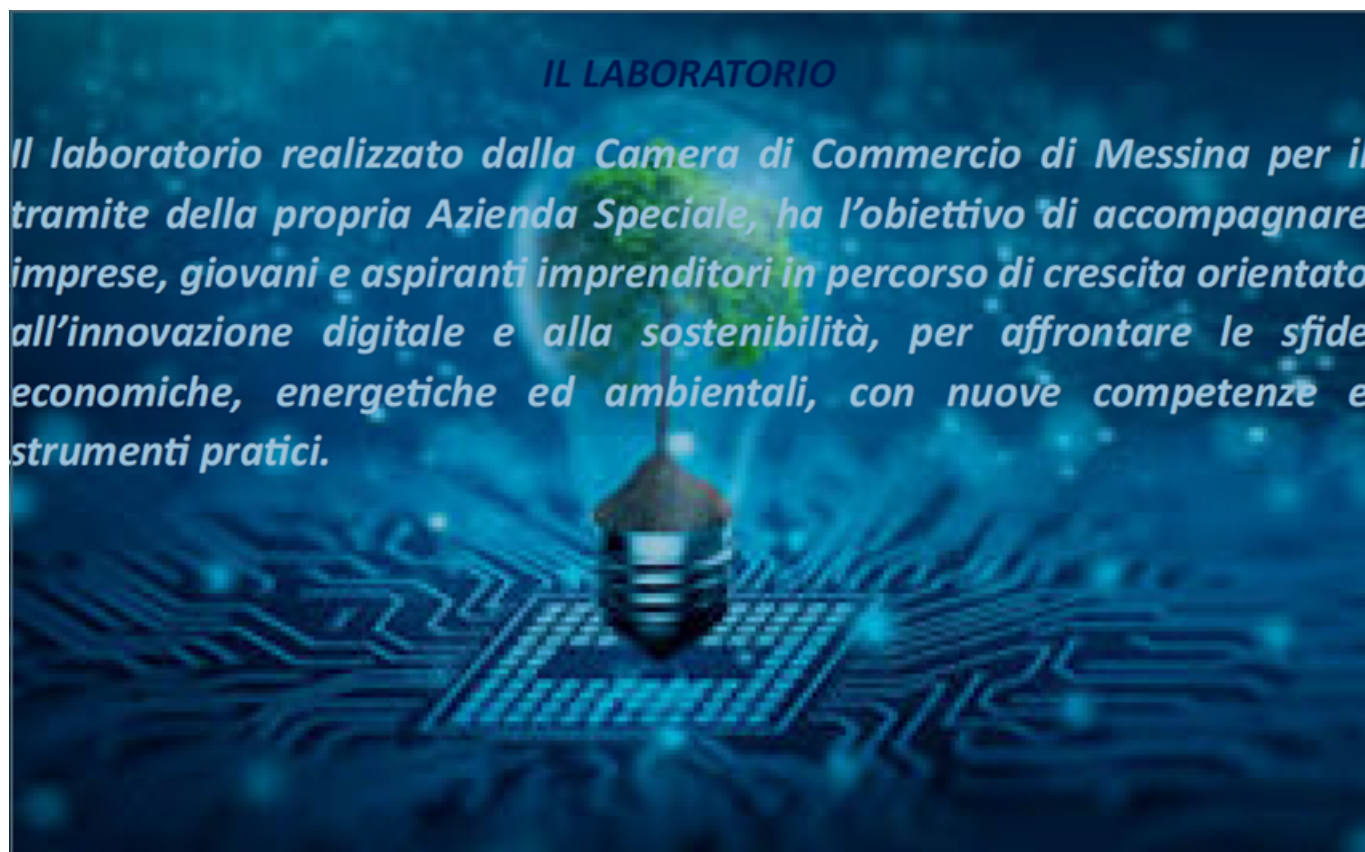 IL LABORATORIO
Il laboratorio realizzato dalla Camera di Commercio di Messina per il
tramite della propria Azienda Speciale, ha l’obiettivo di accompagnare
imprese, giovani e aspiranti imprenditori in percorso di crescita orientato
all’innovazione digitale e alla sostenibilità, per affrontare le sfide
economiche, energetiche ed ambientali, con nuove competenze e
strumenti pratici.